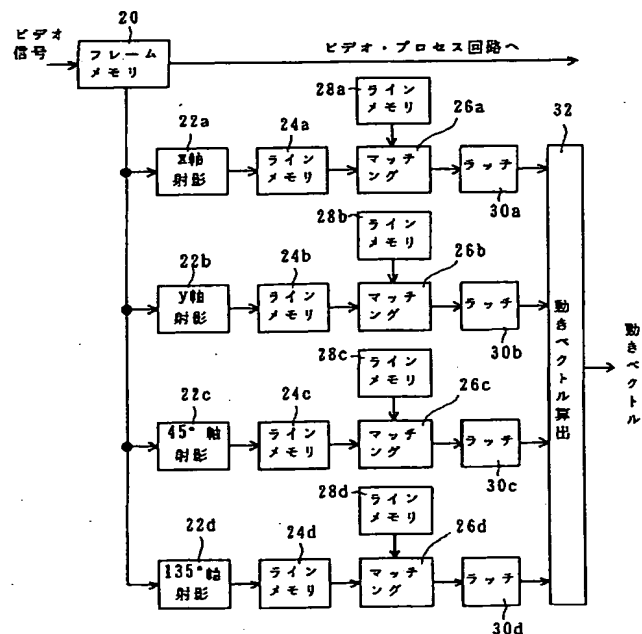 20
ビデオ
信号
フレーム
メモリ
ビデオ・プロセス回路へ
28a
ライン
メモリ
22a
24a
26a
32
x軸
射影
ライン
メモリ
マッチ
ング
ラッチ
30a
28b
ライン
メモリ
22b
24b
26b
y軸
射影
ライン
メモリ
マッチ
ング
ラッチ
30b
28c
ライン
メモリ
22c
24c
26c
45°軸
射影
ライン
メモリ
マッチ
ング
ラッチ
30c
28d
ライン
メモリ
22d
24d
26d
135°軸
射影
ライン
メモリ
マッチ
ング
ラッチ
30d
動きベクトル算出
動きベクトル